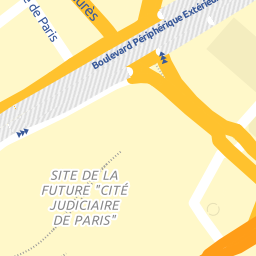 Boulevard Périphérique Extérieur
de Paris
SITE DE LA
FUTURE "CITÉ
JUDICIAIRE
DE PARIS"